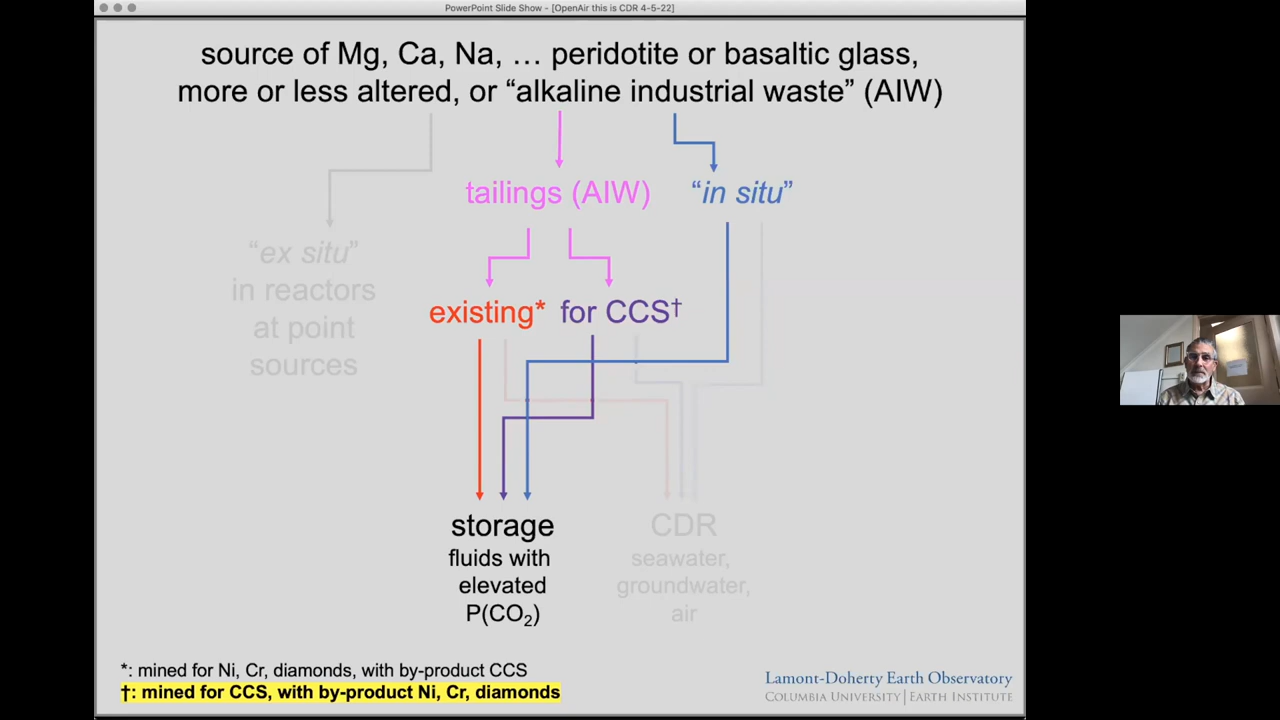 PowerPoint Slide Show - [OpenAir this is CDR 4-5-22]
source of Mg, Ca, Na, … peridotite or basaltic glass,
more or less altered, or “alkaline industrial waste” (AIW)
tailings (AIW)
“in situ”
“ex situ”
in reactors
at point
sources
existing*
for CCS†
storage
fluids with
elevated
P(CO₂)
CDR
seawater,
groundwater,
air
*: mined for Ni, Cr, diamonds, with by-product CCS
†: mined for CCS, with by-product Ni, Cr, diamonds
Lamont-Doherty Earth Observatory
COLUMBIA UNIVERSITY | EARTH INSTITUTE